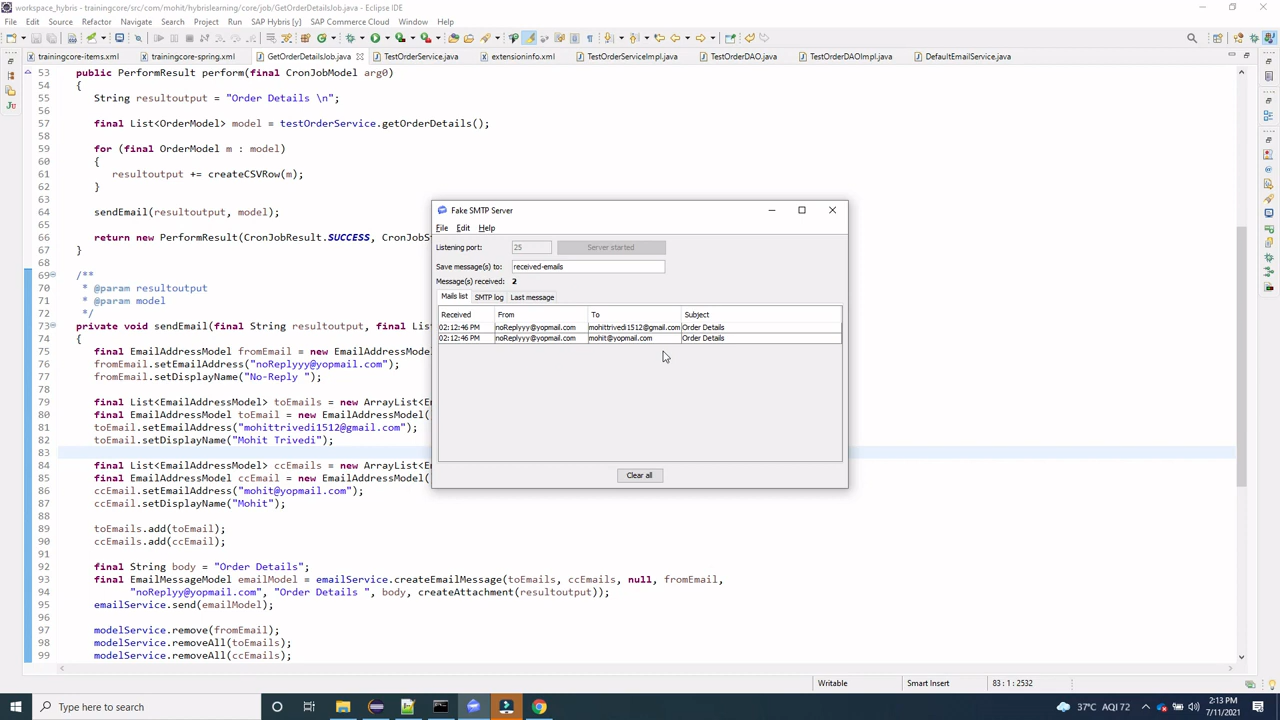 workspace_hybris - trainingcore/src/com/mohit/hybrislearning/core/job/GetOrderDetailsJob.java - Eclipse IDE
File Edit Source Refactor Navigate Search Project Run SAP Hybris [y] SAP Commerce Cloud Window Help
trainingcore-items.xml trainingcore-spring.xml GetOrderDetailsJob.java TestOrderService.java extensioninfo.xml TestOrderServiceImpl.java TestOrderDAO.java TestOrderDAOImpl.java DefaultEmailService.java
53 public PerformResult perform(final CronJobModel arg0)
54 {
55 String resultoutput = "Order Details \n";
56
57 final List<OrderModel> model = testOrderService.getOrderDetails();
58
59 for (final OrderModel m : model)
60 {
61 resultoutput += createCSVRow(m);
62 }
63
64 sendEmail(resultoutput, model);
65
66 return new PerformResult(CronJobResult.SUCCESS, CronJobS
67 }
68
69 /**
70 * @param resultoutput
71 * @param model
72 */
73 private void sendEmail(final String resultoutput, final List
74 {
75 final EmailAddressModel fromEmail = new EmailAddressModel
76 fromEmail.setEmailAddress("noReplyyy@yopmail.com");
77 fromEmail.setDisplayName("No-Reply ");
78
79 final List<EmailAddressModel> toEmails = new ArrayList<E
80 final EmailAddressModel toEmail = new EmailAddressModel(
81 toEmail.setEmailAddress("mohittrivedi1512@gmail.com");
82 toEmail.setDisplayName("Mohit Trivedi");
83
84 final List<EmailAddressModel> ccEmails = new ArrayList<E
85 final EmailAddressModel ccEmail = new EmailAddressModel(
86 ccEmail.setEmailAddress("mohit@yopmail.com");
87 ccEmail.setDisplayName("Mohit");
88
89 toEmails.add(toEmail);
90 ccEmails.add(ccEmail);
91
92 final String body = "Order Details";
93 final EmailMessageModel emailModel = emailService.createEmailMessage(toEmails, ccEmails, null, fromEmail,
94 "noReplyy@yopmail.com", "Order Details ", body, createAttachment(resultoutput));
95 emailService.send(emailModel);
96
97 modelService.remove(fromEmail);
98 modelService.removeAll(toEmails);
99 modelService.removeAll(ccEmails);
Fake SMTP Server
File Edit Help
Listening port: 25 Server started
Save message(s) to: received-emails
Message(s) received: 2
Mails list SMTP log Last message
Received From To Subject
02:12:46 PM noReplyyy@yopmail.com mohittrivedi1512@gmail.com Order Details
02:12:46 PM noReplyyy@yopmail.com mohit@yopmail.com Order Details
Clear all
Writable Smart Insert 83 : 1 : 2532
Type here to search
37°C AQI 72
2:13 PM
7/11/2021